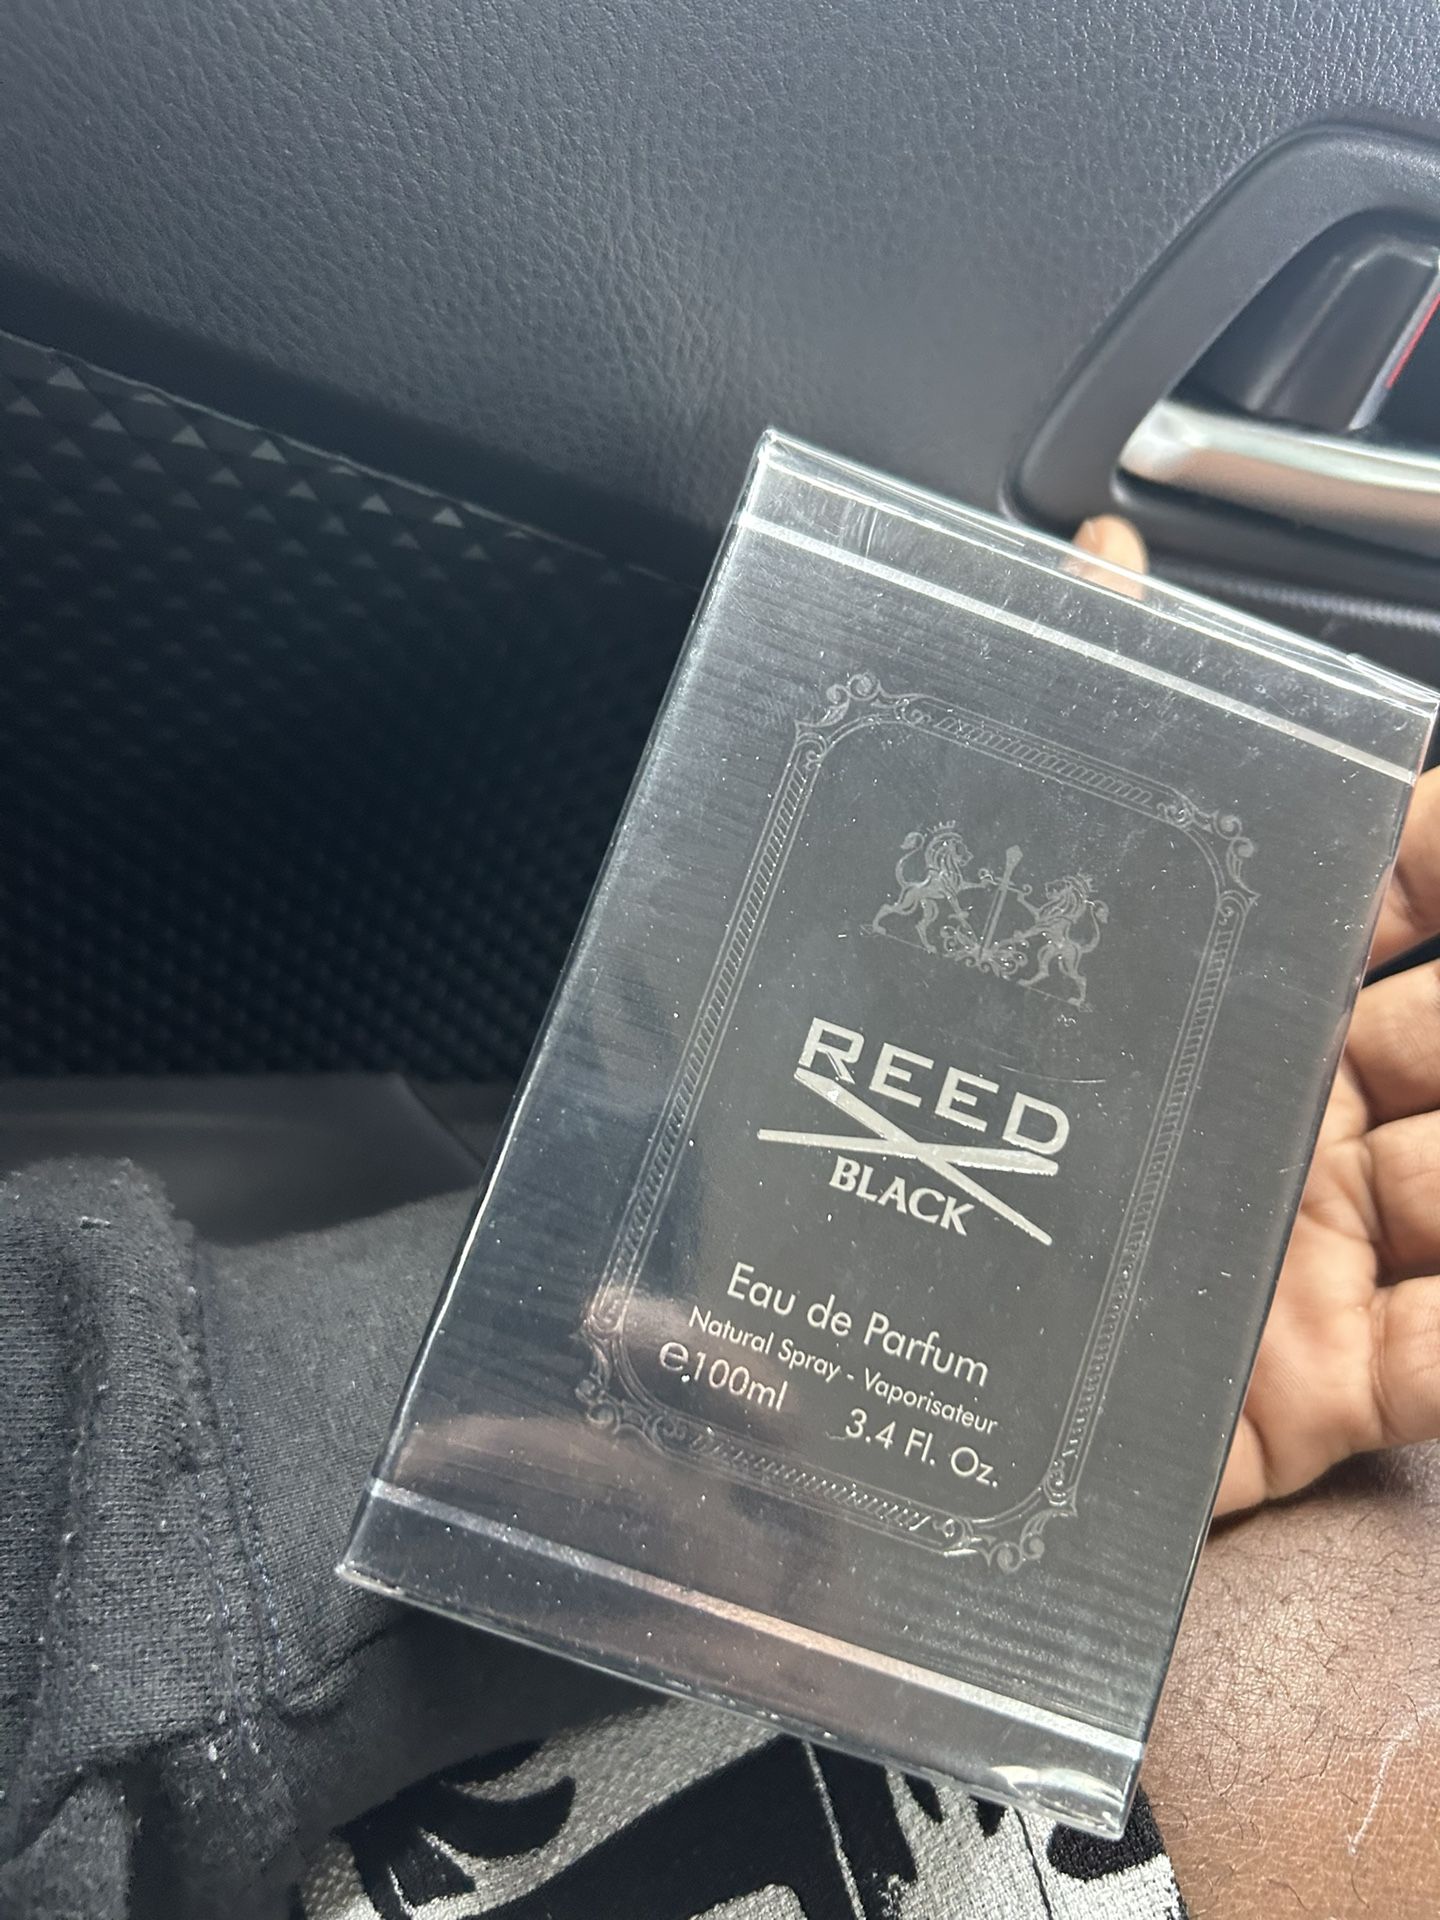 REED
BLACK
Eau de Parfum
Natural Spray - Vaporisateur
℮100ml 3.4 Fl. Oz.